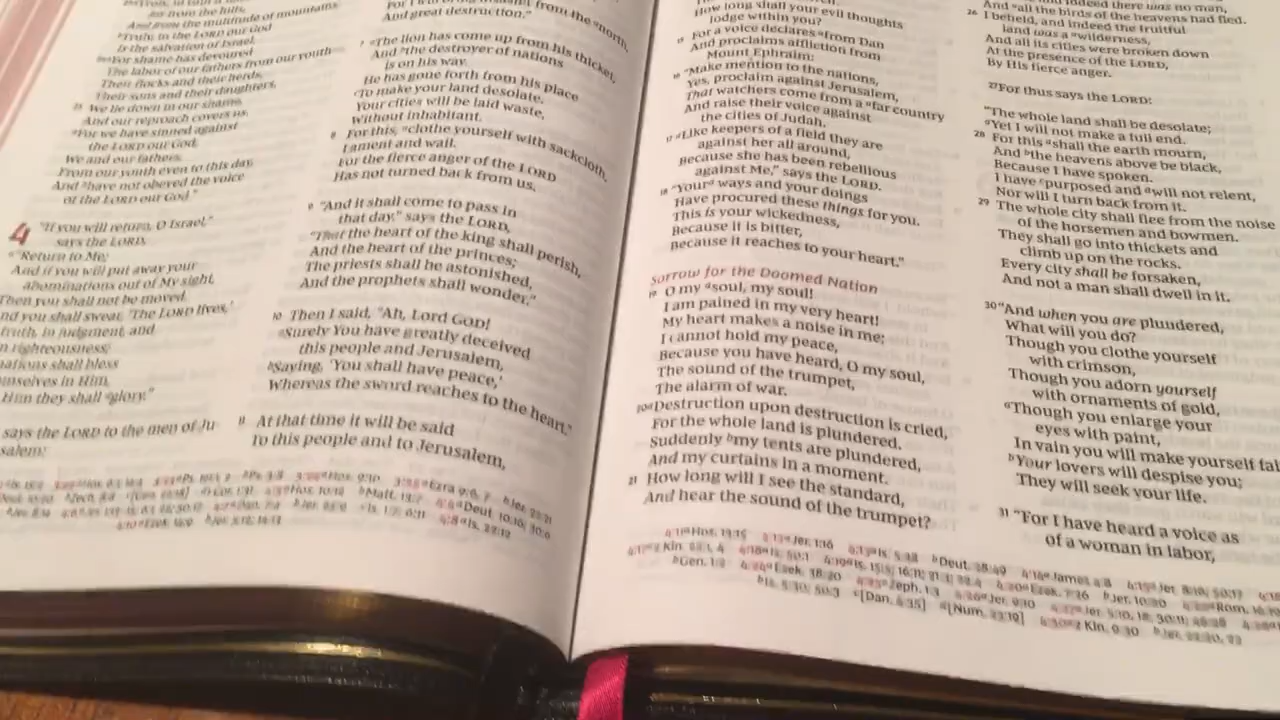 far from the hills,
And from the multitude of mountains
Truly, in the LORD our God
Is the salvation of Israel.
For shame has devoured
The labor of our fathers from our youth—
Their flocks and their herds,
Their sons and their daughters.
25 We lie down in our shame,
And our reproach covers us.
For we have sinned against
the LORD our God,
We and our fathers,
From our youth even to this day,
And have not obeyed the voice
of the LORD our God."
4 "If you will return, O Israel,"
says the LORD,
"Return to Me;
And if you will put away your
abominations out of My sight,
Then you shall not be moved.
And you shall swear, 'The LORD lives,'
truth, in judgment, and
righteousness;
nations shall bless
Him,
Him they shall glory."
says the LORD to the men of Ju-
from the north,
And great destruction."
7 "The lion has come up from his thicket,
And the destroyer of nations
is on his way.
He has gone forth from his place
To make your land desolate.
Your cities will be laid waste,
Without inhabitant.
8 For this, clothe yourself with sackcloth,
Lament and wail.
For the fierce anger of the LORD
Has not turned back from us.
9 "And it shall come to pass in
that day," says the LORD,
"That the heart of the king shall perish,
And the heart of the princes;
The priests shall be astonished,
And the prophets shall wonder."
10 Then I said, "Ah, Lord GOD!
Surely You have greatly deceived
this people and Jerusalem,
Saying, 'You shall have peace,'
Whereas the sword reaches to the heart."
11 At that time it will be said
To this people and to Jerusalem,
How long shall your evil thoughts
lodge within you?
15 For a voice declares from Dan
And proclaims affliction from
Mount Ephraim:
16 "Make mention to the nations,
Yes, proclaim against Jerusalem,
That watchers come from a far country
And raise their voice against
the cities of Judah.
17 Like keepers of a field they are
against her all around,
Because she has been rebellious
against Me," says the LORD.
18 "Your ways and your doings
Have procured these things for you.
This is your wickedness,
Because it is bitter,
Because it reaches to your heart."
Sorrow for the Doomed Nation
19 O my soul, my soul!
I am pained in my very heart!
My heart makes a noise in me;
I cannot hold my peace,
Because you have heard, O my soul,
The sound of the trumpet,
The alarm of war.
20 Destruction upon destruction is cried,
For the whole land is plundered.
Suddenly my tents are plundered,
And my curtains in a moment.
21 How long will I see the standard,
And hear the sound of the trumpet?
indeed there was no man,
And all the birds of the heavens had fled.
26 I beheld, and indeed the fruitful
land was a wilderness,
And all its cities were broken down
At the presence of the LORD,
By His fierce anger.
27 For thus says the LORD:
"The whole land shall be desolate;
Yet I will not make a full end.
28 For this shall the earth mourn,
And the heavens above be black,
Because I have spoken.
I have purposed and will not relent,
Nor will I turn back from it.
29 The whole city shall flee from the noise
of the horsemen and bowmen.
They shall go into thickets and
climb up on the rocks.
Every city shall be forsaken,
And not a man shall dwell in it.
30 "And when you are plundered,
What will you do?
Though you clothe yourself
with crimson,
Though you adorn yourself
with ornaments of gold,
Though you enlarge your
eyes with paint,
In vain you will make yourself
Your lovers will despise you;
They will seek your life.
31 "For I have heard a voice as
of a woman in labor,